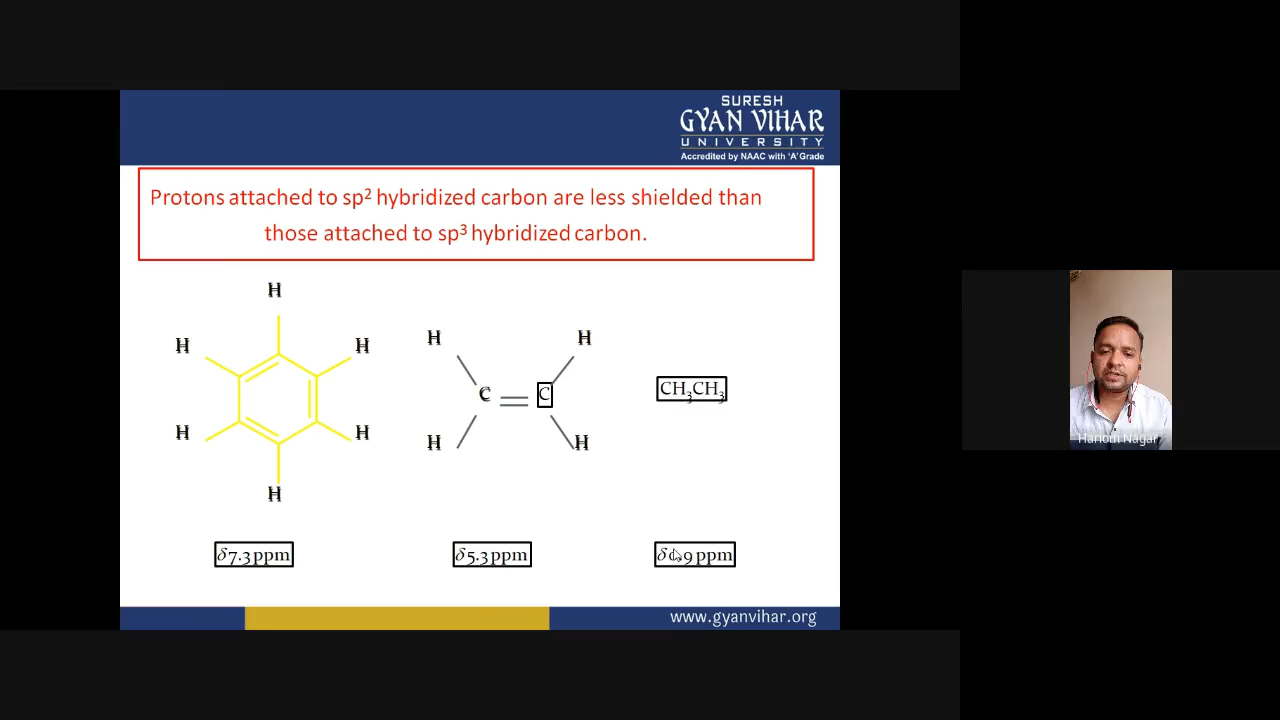 SURESH
GYAN VIHAR
UNIVERSITY
Accredited by NAAC with 'A' Grade
Protons attached to sp² hybridized carbon are less shielded than
those attached to sp³ hybridized carbon.
H
H
H
H
H
H
H
H
C
C
H
H
CH₃CH₃
δ7.3ppm
δ5.3ppm
ppm
Hariom Nagar
www.gyanvihar.org